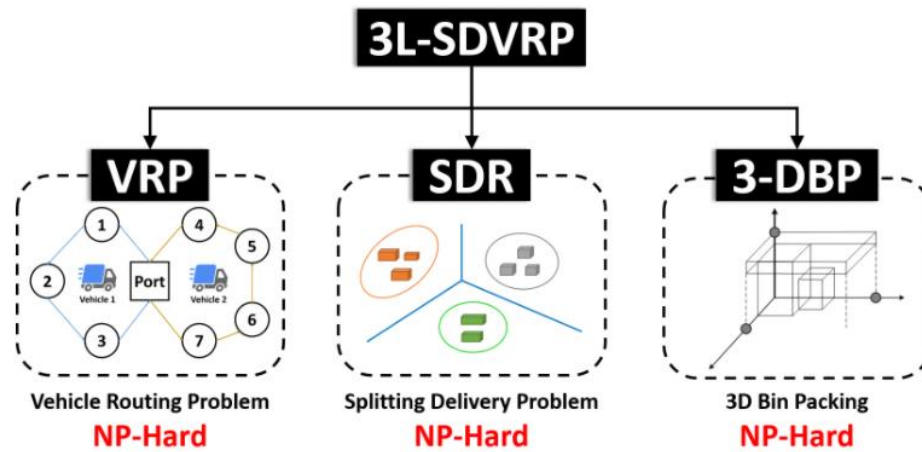 3L-SDVRP
VRP
SDR
3-DBP
1
4
5
2
Port
Vehicle 1
Vehicle 2
6
3
7
Vehicle Routing Problem
Splitting Delivery Problem
3D Bin Packing
NP-Hard
NP-Hard
NP-Hard